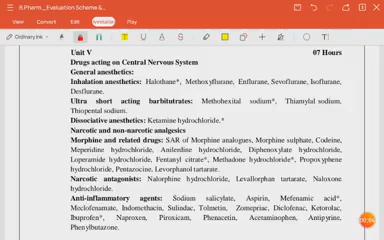 B.Pharm._Evaluation Scheme &...
View Convert Edit Annotate Export
Ordinary ink
Unit V 07 Hours
Drugs acting on Central Nervous System
General anesthetics:
Inhalation anesthetics: Halothane*, Methoxyflurane, Enflurane, Sevoflurane, Isoflurane,
Desflurane.
Ultra short acting barbitutrates: Methohexital sodium*, Thiamylal sodium,
Thiopental sodium.
Dissociative anesthetics: Ketamine hydrochloride.*
Narcotic and non-narcotic analgesics
Morphine and related drugs: SAR of Morphine analogues, Morphine sulphate, Codeine,
Meperidine hydrochloride, Anilerdine hydrochloride, Diphenoxylate hydrochloride,
Loperamide hydrochloride, Fentanyl citrate*, Methadone hydrochloride*, Propoxyphene
hydrochloride, Pentazocine, Levorphanol tartarate.
Narcotic antagonists: Nalorphine hydrochloride, Levallorphan tartarate, Naloxone
hydrochloride.
Anti-inflammatory agents: Sodium salicylate, Aspirin, Mefenamic acid*,
Meclofenamate, Indomethacin, Sulindac, Tolmetin, Zomepriac, Diclofenac, Ketorolac,
Ibuprofen*, Naproxen, Piroxicam, Phenacetin, Acetaminophen, Antipyrine,
Phenylbutazone.